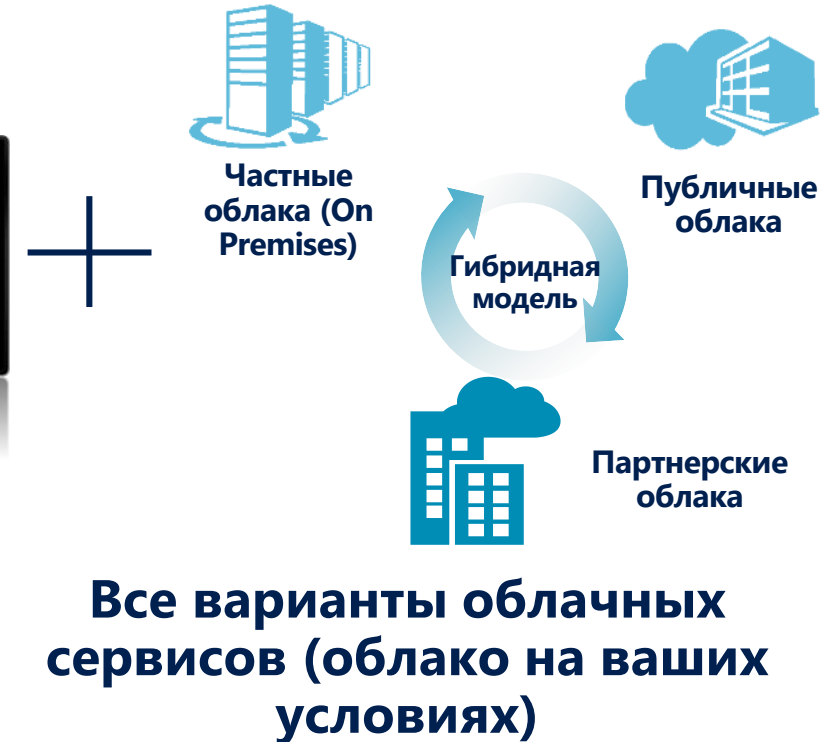 Частные
облака (On
Premises)
Публичные
облака
Гибридная
модель
Партнерские
облака
Все варианты облачных
сервисов (облако на ваших
условиях)